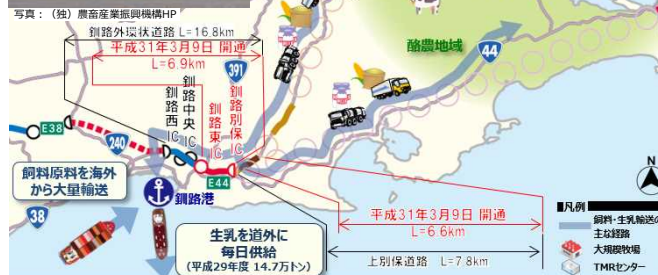 写真：（独）農畜産業振興機構HP
釧路外環状道路 L=16.8km
平成31年3月9日 開通
L=6.9km
391
酪農地域
44
釧路西IC
釧路中央IC
釧路東IC
釧路別保IC
E38
240
E44
飼料原料を海外
から大量輸送
釧路港
38
生乳を道外に
毎日供給
(平成29年度 14.7万トン)
平成31年3月9日 開通
L=6.6km
上別保道路 L=7.8km
N
■凡例
飼料・生乳輸送の
主な経路
大規模牧場
TMRセンター